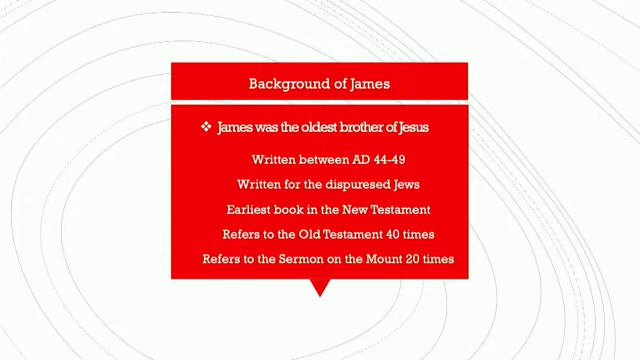 Background of James
❖ James was the oldest brother of Jesus
Written between AD 44-49
Written for the dispuresed Jews
Earliest book in the New Testament
Refers to the Old Testament 40 times
Refers to the Sermon on the Mount 20 times